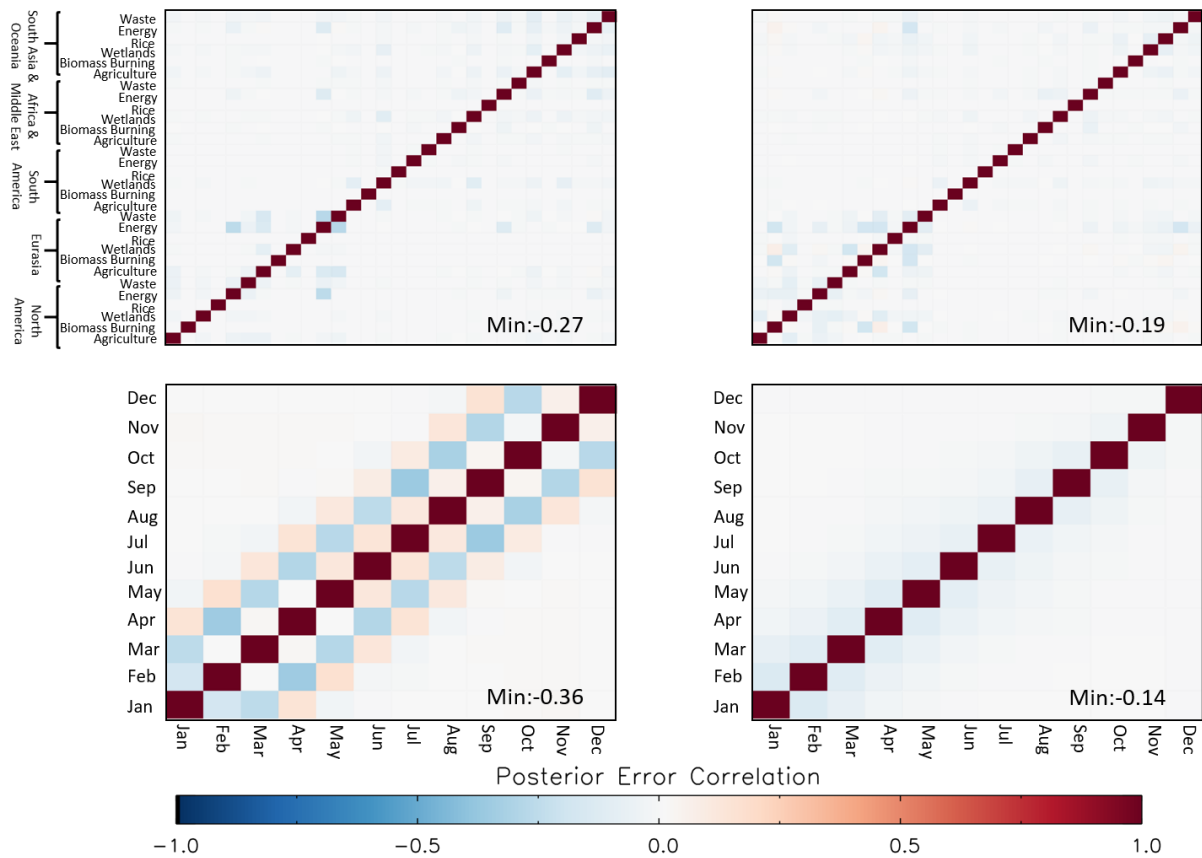 South Asia &
Oceania
Waste
Energy
Rice
Wetlands
Biomass Burning
Agriculture
Africa &
Middle East
Waste
Energy
Rice
Wetlands
Biomass Burning
Agriculture
South
America
Waste
Energy
Rice
Wetlands
Biomass Burning
Agriculture
Eurasia
Waste
Energy
Rice
Wetlands
Biomass Burning
Agriculture
North
America
Waste
Energy
Rice
Wetlands
Biomass Burning
Agriculture
Min:-0.27
Min:-0.19
Dec
Nov
Oct
Sep
Aug
Jul
Jun
May
Apr
Mar
Feb
Jan
Min:-0.36
Min:-0.14
Jan Feb Mar Apr May Jun Jul Aug Sep Oct Nov Dec
Jan Feb Mar Apr May Jun Jul Aug Sep Oct Nov Dec
Dec
Nov
Oct
Sep
Aug
Jul
Jun
May
Apr
Mar
Feb
Jan
Posterior Error Correlation
-1.0 -0.5 0.0 0.5 1.0